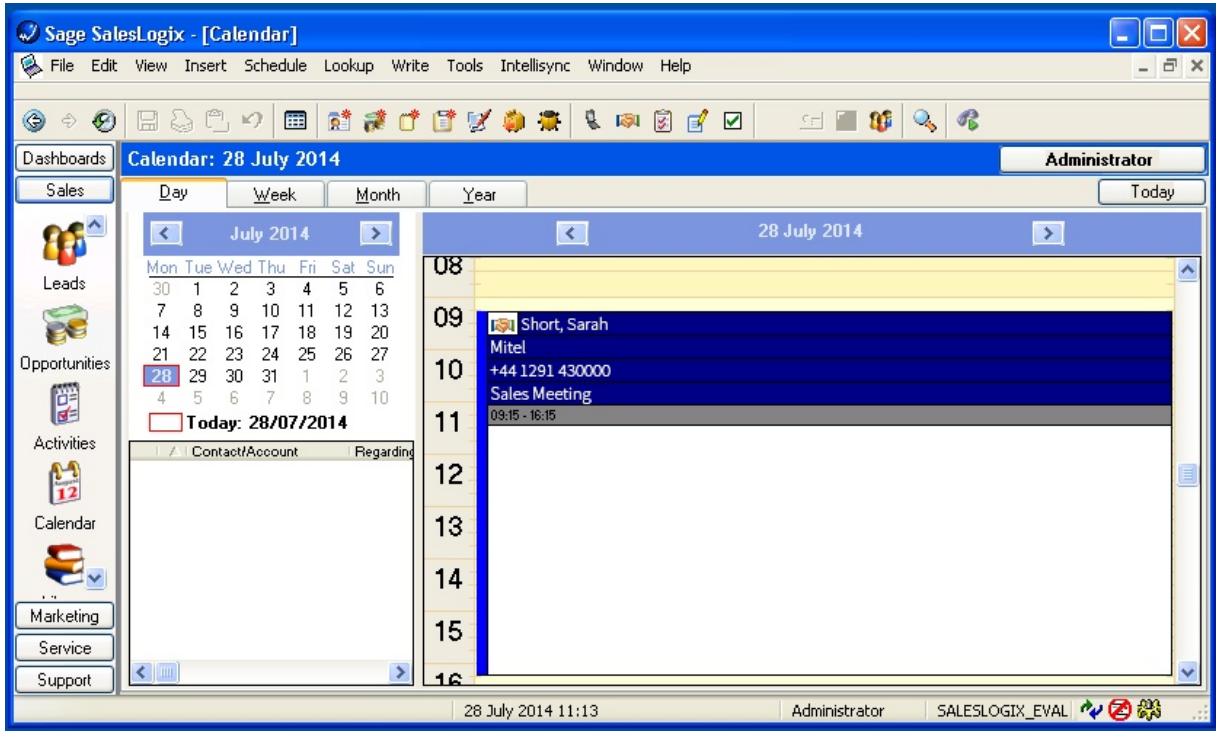 Sage SalesLogix - [Calendar]
File Edit View Insert Schedule Lookup Write Tools Intellisync Window Help
Dashboards
Calendar: 28 July 2014
Administrator
Sales
Day Week Month Year
Today
Leads
Opportunities
Activities
12
Calendar
Marketing
Service
Support
July 2014
Mon Tue Wed Thu Fri Sat Sun
30 1 2 3 4 5 6
7 8 9 10 11 12 13
14 15 16 17 18 19 20
21 22 23 24 25 26 27
28 29 30 31 1 2 3
4 5 6 7 8 9 10
Today: 28/07/2014
Contact/Account Regarding
28 July 2014
08
09
10
11
12
13
14
15
16
Short, Sarah
Mitel
+44 1291 430000
Sales Meeting
09:15 - 16:15
28 July 2014 11:13
Administrator
SALESLOGIX_EVAL